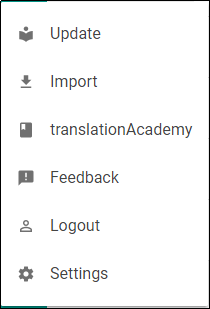 Update
Import
translationAcademy
Feedback
Logout
Settings